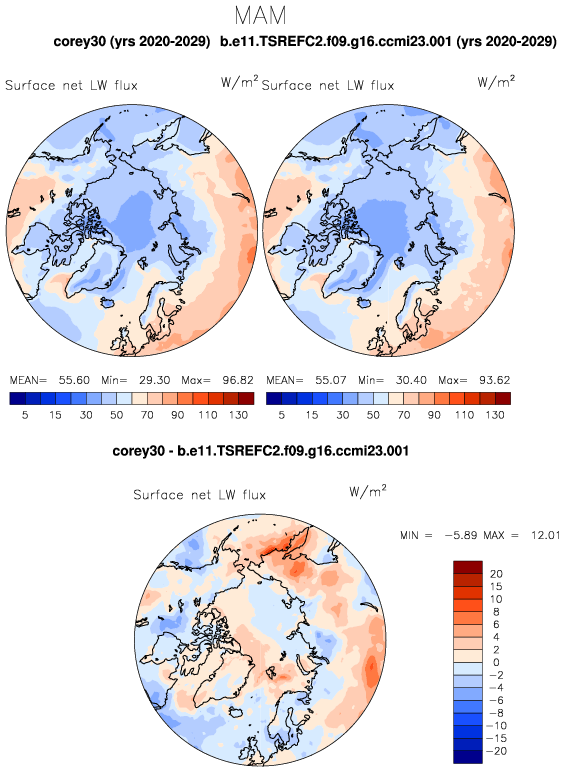 MAM
corey30 (yrs 2020-2029) b.e11.TSREFC2.f09.g16.ccmi23.001 (yrs 2020-2029)
Surface net LW flux W/m² Surface net LW flux W/m²
MEAN= 55.60 Min= 29.30 Max= 96.82 MEAN= 55.07 Min= 30.40 Max= 93.62
5 15 30 50 70 90 110 130 5 15 30 50 70 90 110 130
corey30 - b.e11.TSREFC2.f09.g16.ccmi23.001
Surface net LW flux W/m²
MIN = -5.89 MAX = 12.01
20
15
10
8
6
4
2
0
-2
-4
-6
-8
-10
-15
-20